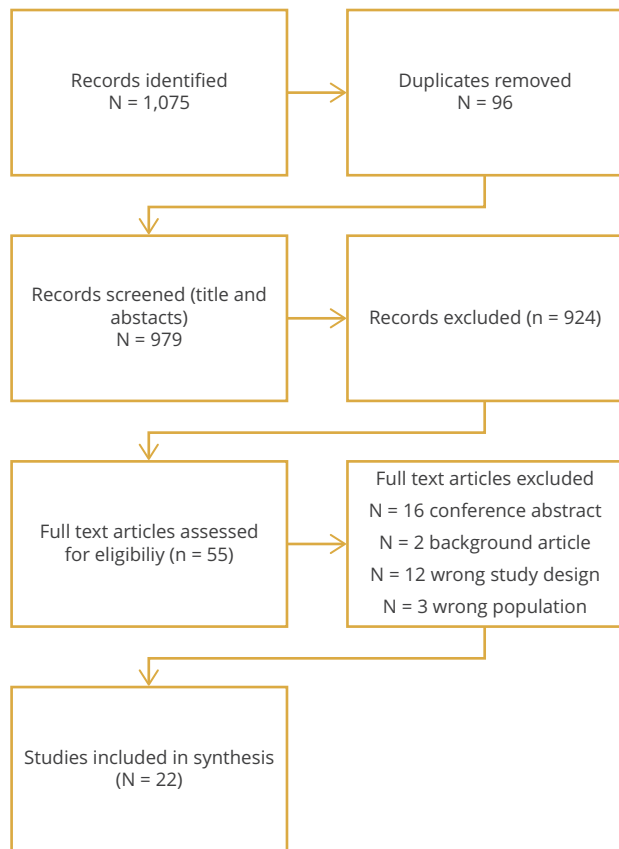 Records identified
N = 1,075
Duplicates removed
N = 96
Records screened (title and
abstacts)
N = 979
Records excluded (n = 924)
Full text articles assessed
for eligibiliy (n = 55)
Full text articles excluded
N = 16 conference abstract
N = 2 background article
N = 12 wrong study design
N = 3 wrong population
Studies included in synthesis
(N = 22)